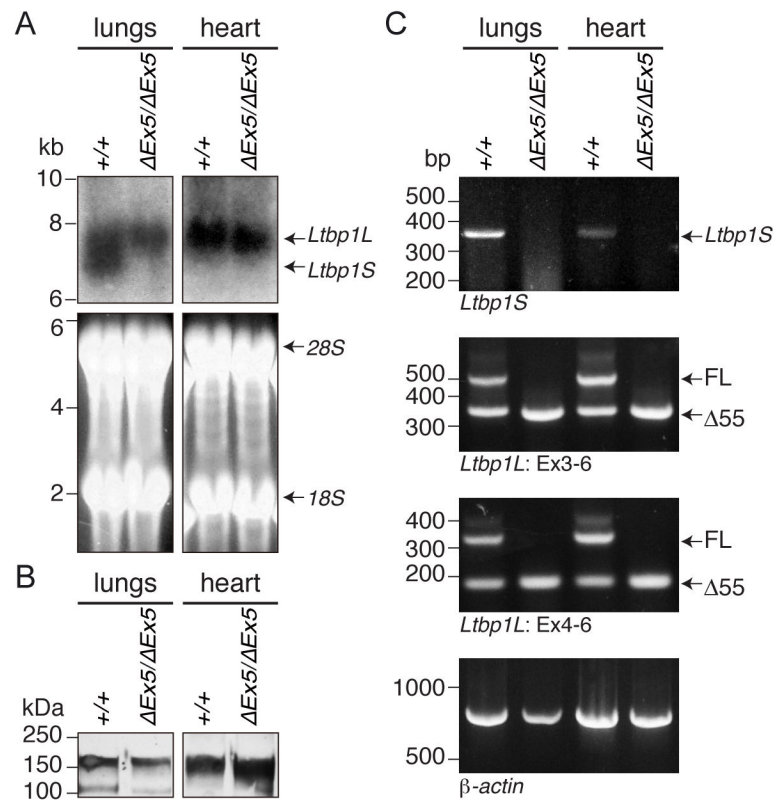 A
lungs
heart
+/+
ΔEx5/ΔEx5
+/+
ΔEx5/ΔEx5
kb
10
8
6
Ltbp1L
Ltbp1S
6
4
2
28S
18S
B
lungs
heart
+/+
ΔEx5/ΔEx5
+/+
ΔEx5/ΔEx5
kDa
250
150
100
C
lungs
heart
+/+
ΔEx5/ΔEx5
+/+
ΔEx5/ΔEx5
bp
500
400
300
200
Ltbp1S
Ltbp1S
500
400
300
FL
Δ55
Ltbp1L: Ex3-6
400
300
200
FL
Δ55
Ltbp1L: Ex4-6
1000
500
β-actin